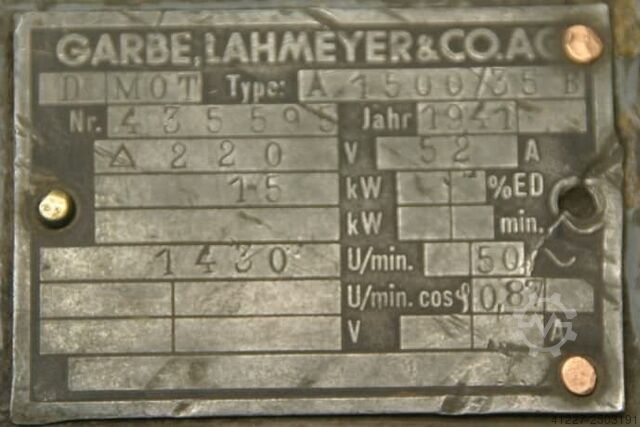 GARBE, LAHMEYER & CO. AG
D MOT Type: A 1500/35 B
Nr. 435595 Jahr 1941
△ 220 V 52 A
15 kW %ED
kW min.
1430 U/min. 50 ~
U/min. cosφ 0,87
V
41227-2303191